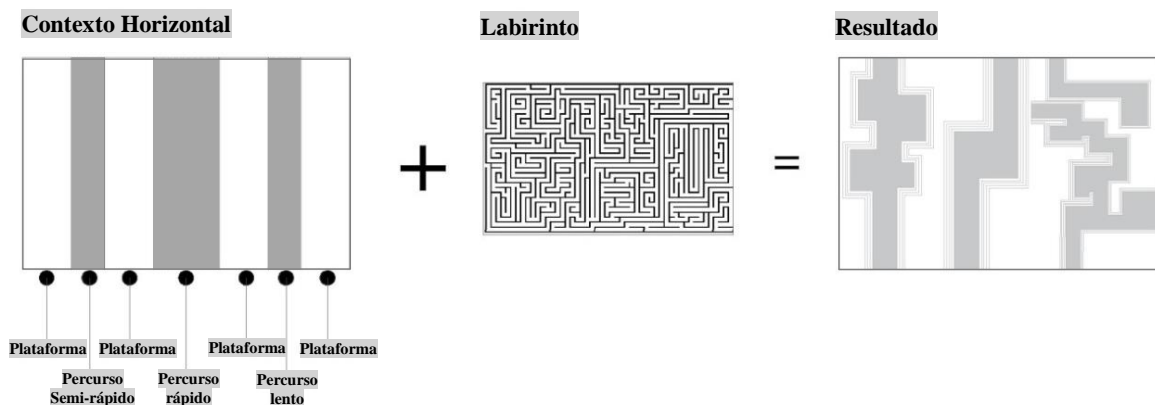 Contexto Horizontal
Labirinto
Resultado
Plataforma
Plataforma
Plataforma
Plataforma
Percurso
Semi-rápido
Percurso
rápido
Percurso
lento